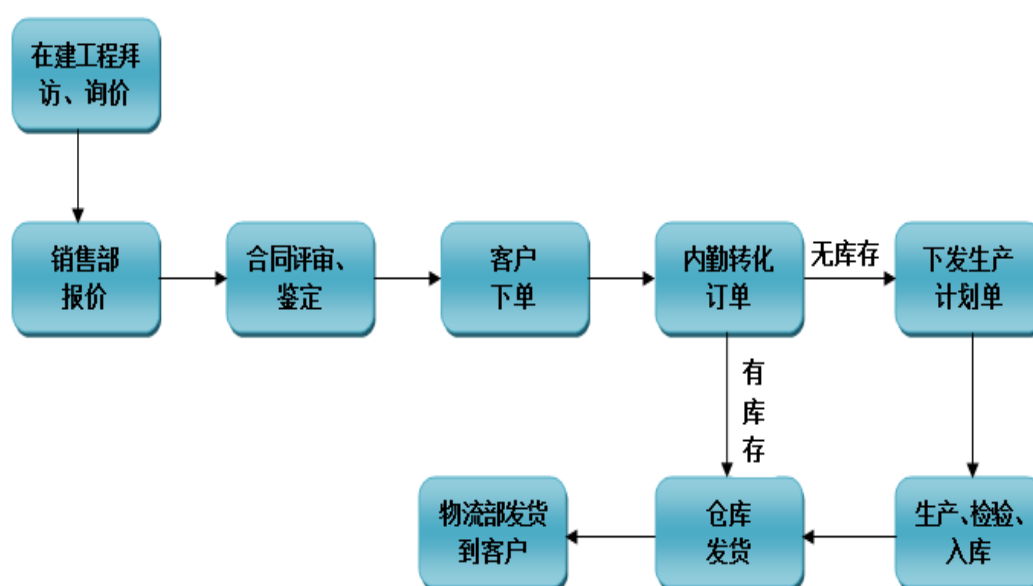 在建工程拜
访、询价
销售部
报价
合同评审、
鉴定
客户
下单
内勤转化
订单
无库存
下发生产
计划单
有
库
存
物流部发货
到客户
仓库
发货
生产、检验、
入库